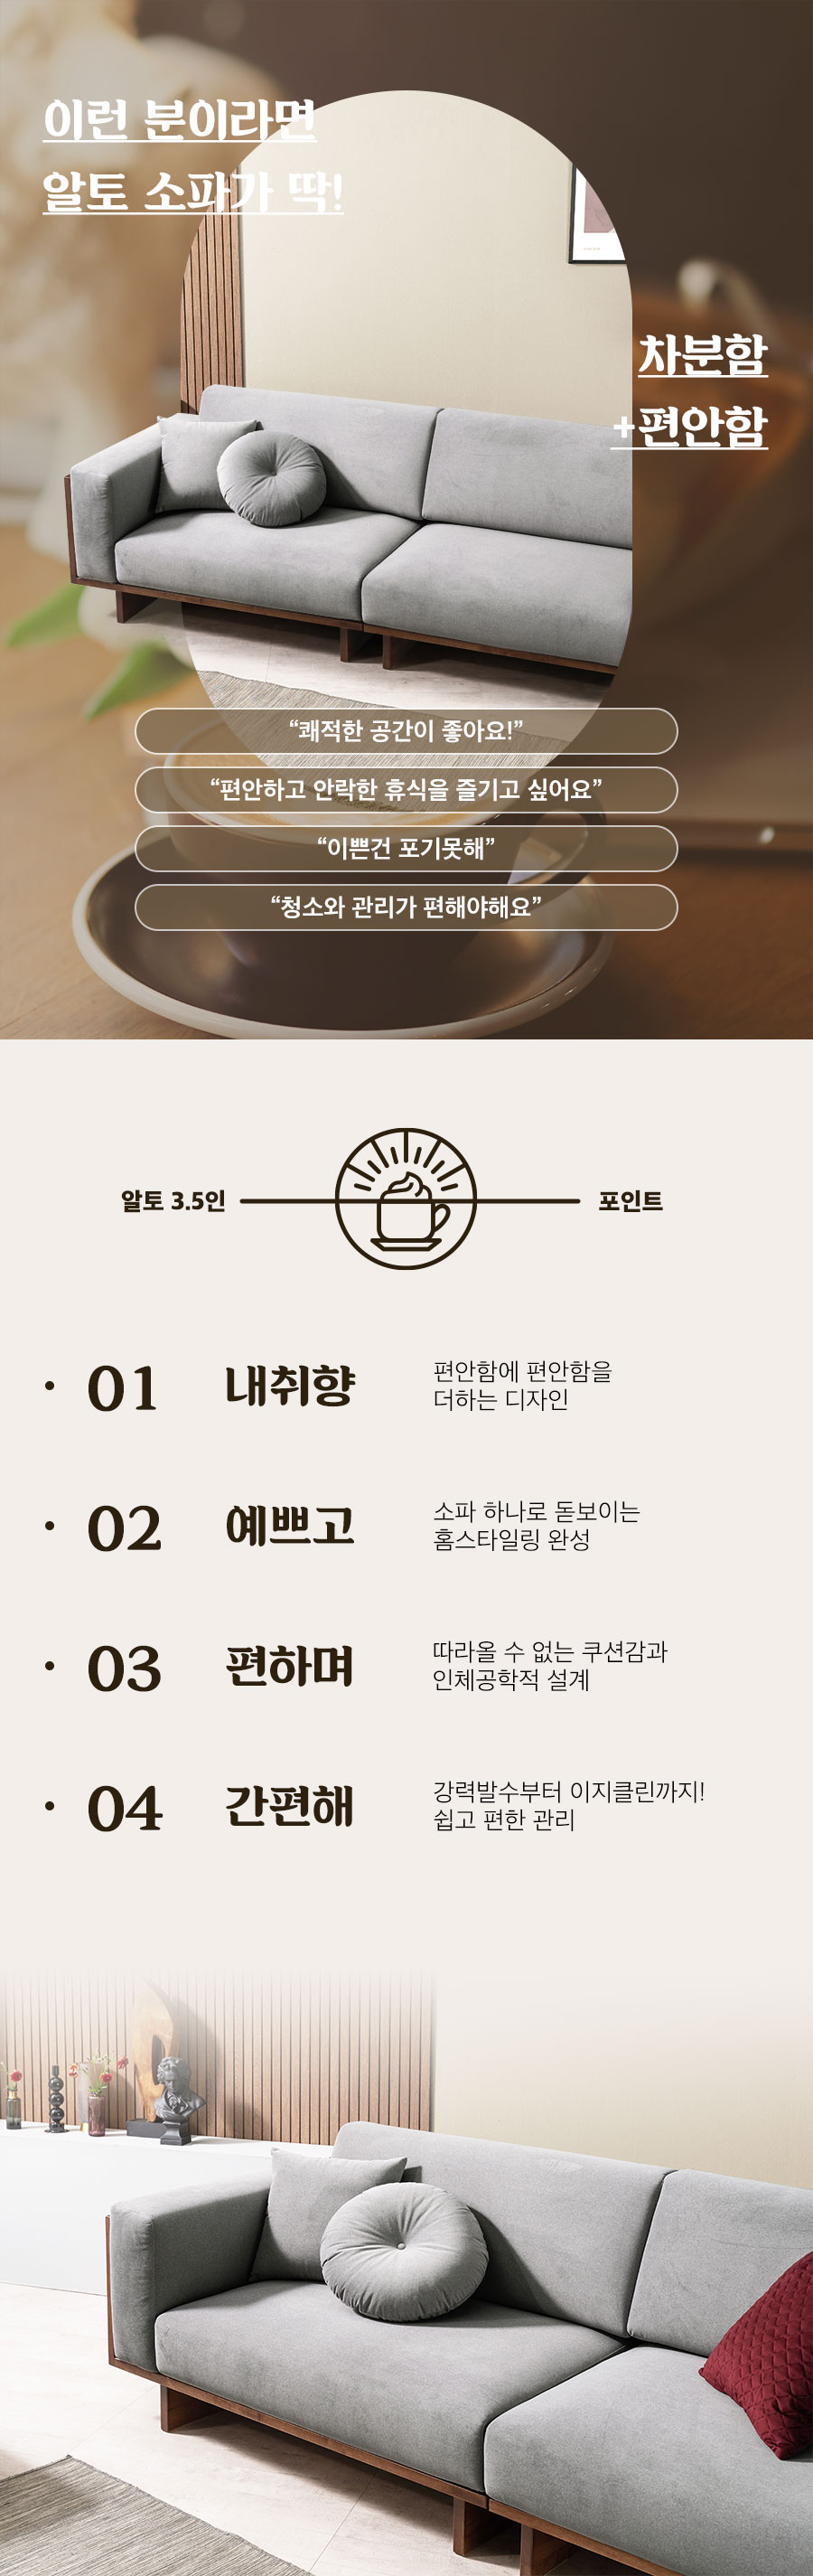 이런 분이라면
알토 소파가 딱!
차분함
+편안함
“쾌적한 공간이 좋아요!”
“편안하고 안락한 휴식을 즐기고 싶어요”
“이쁜건 포기못해”
“청소와 관리가 편해야해요”
알토 3.5인
포인트
• 01 내취향
편안함에 편안함을
더하는 디자인
• 02 예쁘고
소파 하나로 돋보이는
홈스타일링 완성
• 03 편하며
따라올 수 없는 쿠션감과
인체공학적 설계
• 04 간편해
강력발수부터 이지클린까지!
쉽고 편한 관리